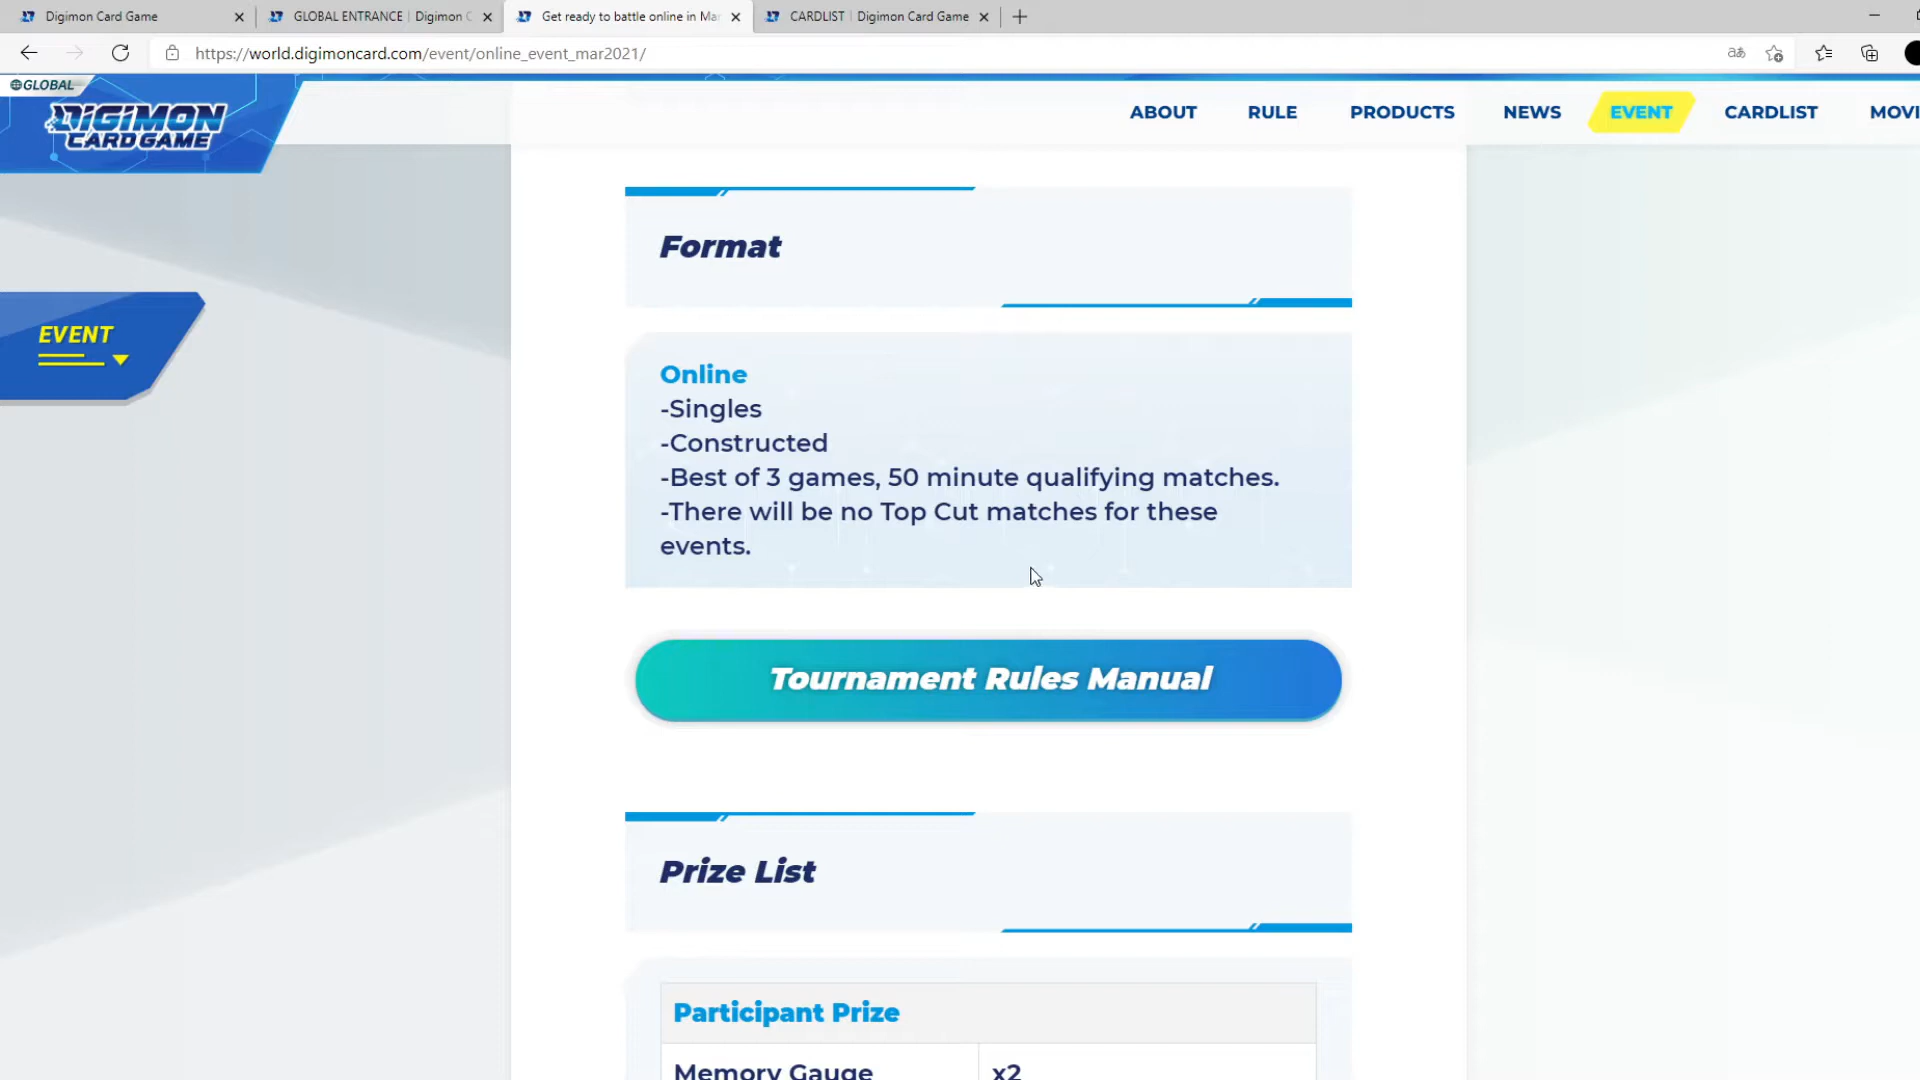 Digimon Card Game
GLOBAL ENTRANCE | Digimon C
Get ready to battle online in Mar
CARDLIST | Digimon Card Game
https://world.digimoncard.com/event/online_event_mar2021/
GLOBAL
DIGIMON
CARD GAME
ABOUT
RULE
PRODUCTS
NEWS
EVENT
CARDLIST
MOVI
Format
EVENT
Online
-Singles
-Constructed
-Best of 3 games, 50 minute qualifying matches.
-There will be no Top Cut matches for these
events.
Tournament Rules Manual
Prize List
Participant Prize
Memory Gauge
x2